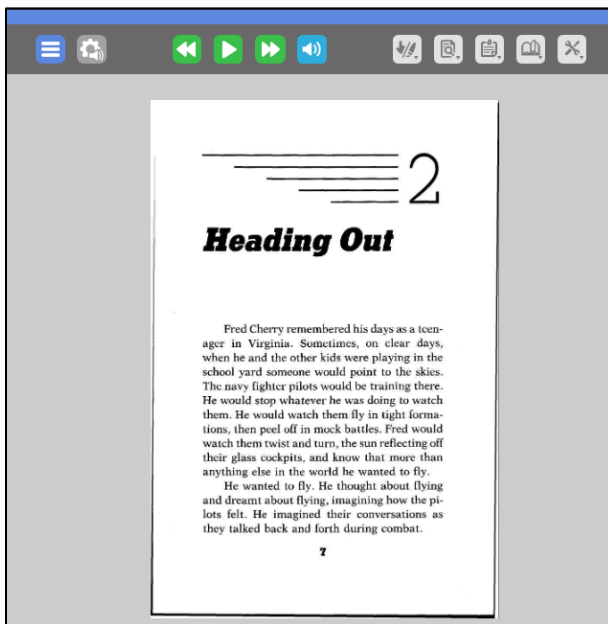 2
Heading Out
Fred Cherry remembered his days as a teen-
ager in Virginia. Sometimes, on clear days,
when he and the other kids were playing in the
school yard someone would point to the skies.
The navy fighter pilots would be training there.
He would stop whatever he was doing to watch
them. He would watch them fly in tight forma-
tions, then peel off in mock battles. Fred would
watch them twist and turn, the sun reflecting off
their glass cockpits, and know that more than
anything else in the world he wanted to fly.
He wanted to fly. He thought about flying
and dreamt about flying, imagining how the pi-
lots felt. He imagined their conversations as
they talked back and forth during combat.
7